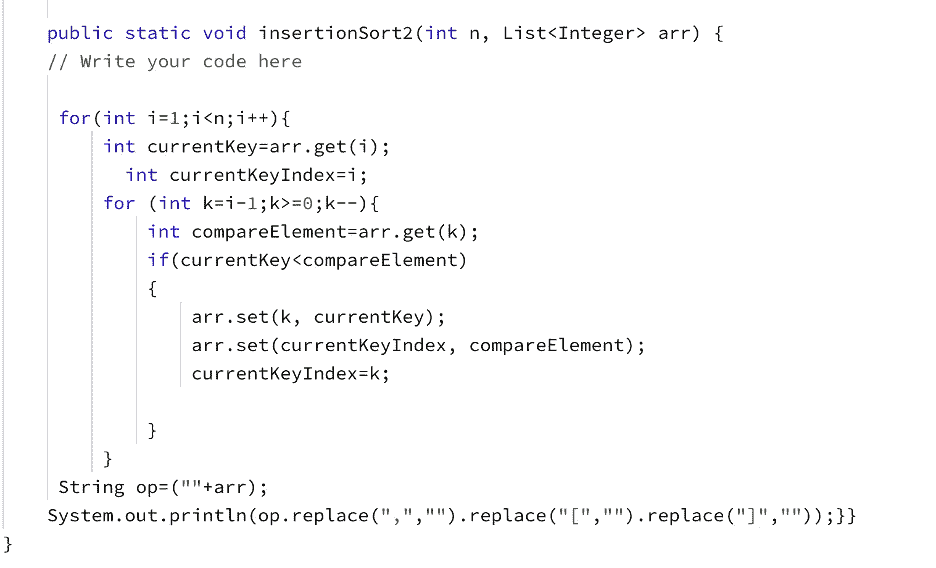 public static void insertionSort2(int n, List<Integer> arr) {
// Write your code here
for(int i=1;i<n;i++){
int currentKey=arr.get(i);
int currentKeyIndex=i;
for (int k=i-1;k>=0;k--){
int compareElement=arr.get(k);
if(currentKey<compareElement)
{
arr.set(k, currentKey);
arr.set(currentKeyIndex, compareElement);
currentKeyIndex=k;
}
}
String op=(""+arr);
System.out.println(op.replace(",","").replace("[","").replace("]",""));}}
}